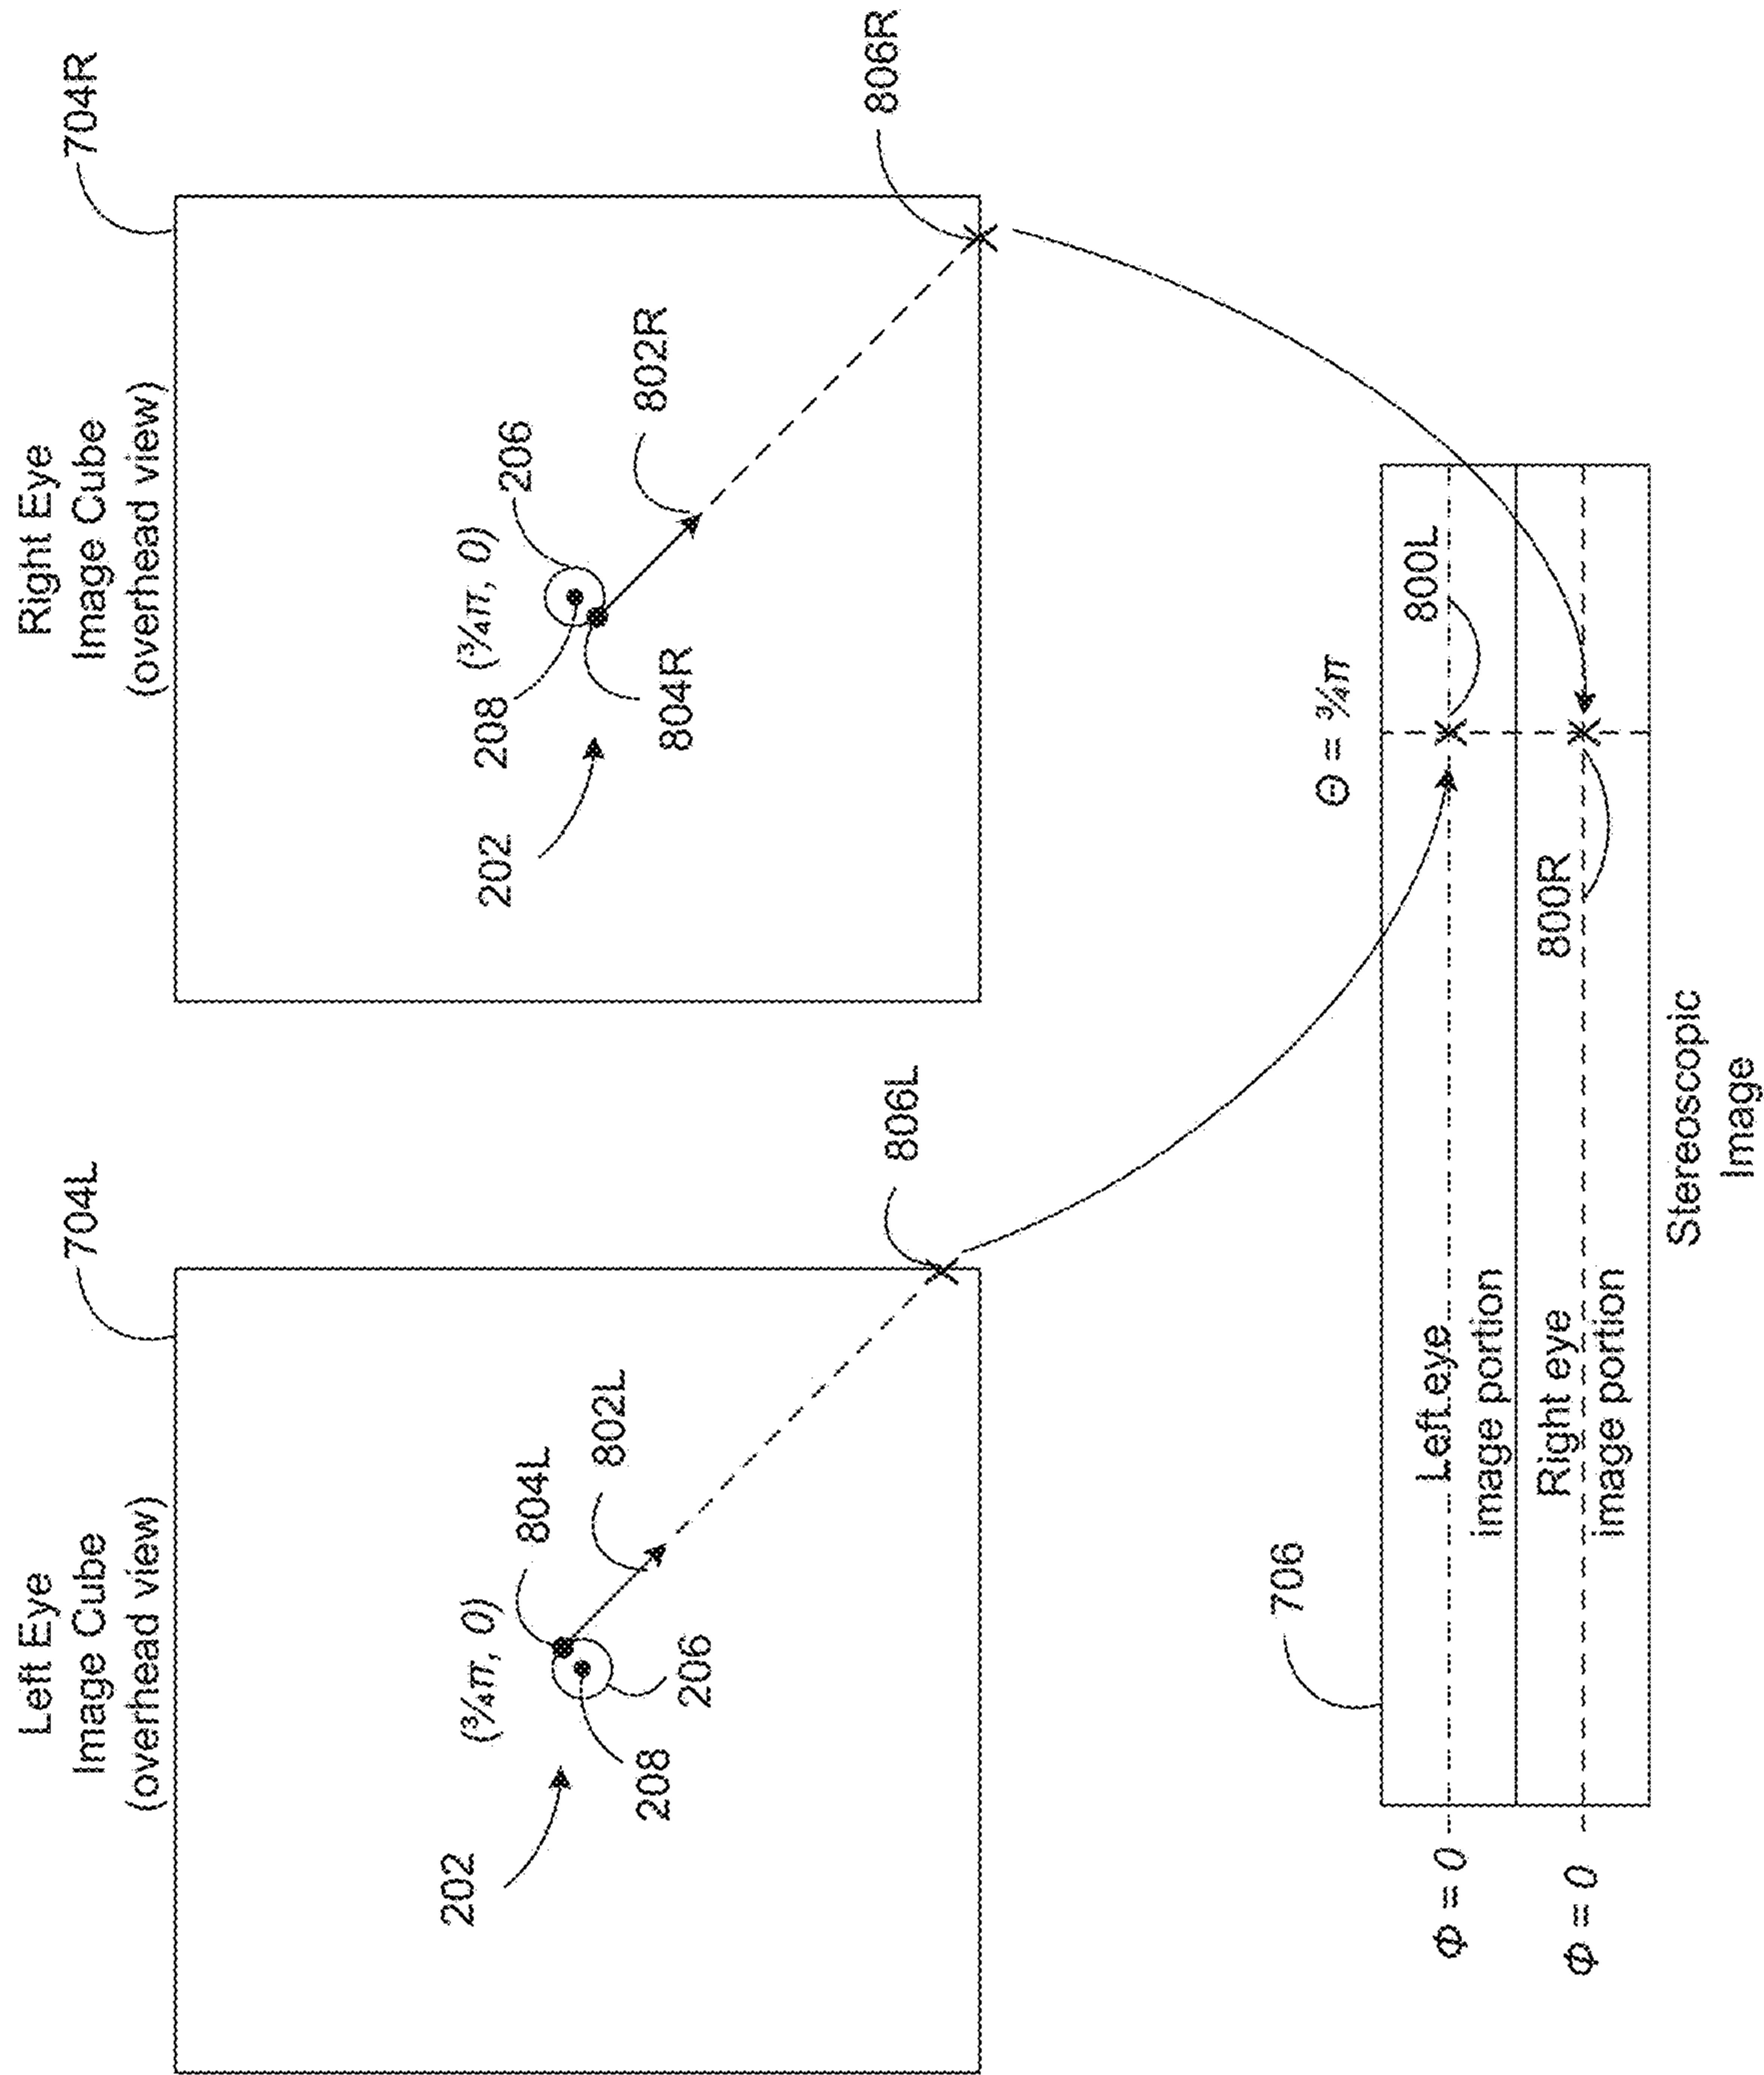 Left Eye
Image Cube
(overhead view)
704L
Right Eye
Image Cube
(overhead view)
704R
202
(¾π, 0)
804L
802L
208
206
806L
202
208
(¾π, 0)
206
804R
802R
806R
706
Θ = ¾π
Φ = 0
Left eye
image portion
800L
Φ = 0
Right eye
image portion
800R
Stereoscopic
Image